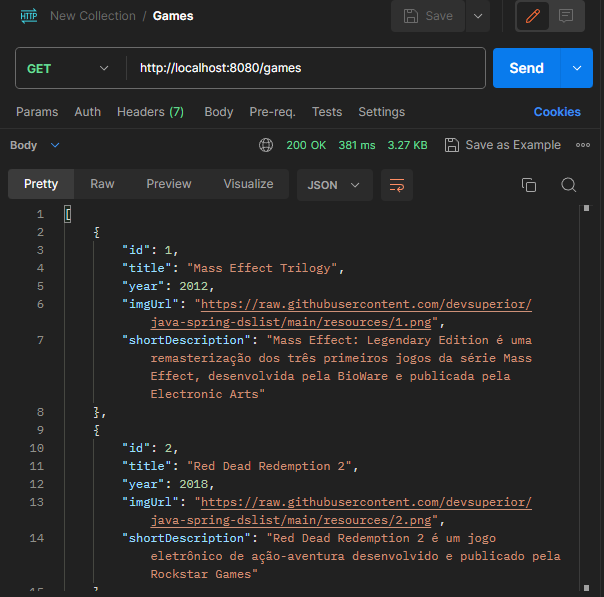 HTTP New Collection / Games Save
GET http://localhost:8080/games Send
Params Auth Headers (7) Body Pre-req. Tests Settings Cookies
Body 200 OK 381 ms 3.27 KB Save as Example
Pretty Raw Preview Visualize JSON
1 [
2 {
3 "id": 1,
4 "title": "Mass Effect Trilogy",
5 "year": 2012,
6 "imgUrl": "https://raw.githubusercontent.com/devsuperior/
java-spring-dslist/main/resources/1.png",
7 "shortDescription": "Mass Effect: Legendary Edition é uma
remasterização dos três primeiros jogos da série Mass
Effect, desenvolvida pela BioWare e publicada pela
Electronic Arts"
8 },
9 {
10 "id": 2,
11 "title": "Red Dead Redemption 2",
12 "year": 2018,
13 "imgUrl": "https://raw.githubusercontent.com/devsuperior/
java-spring-dslist/main/resources/2.png",
14 "shortDescription": "Red Dead Redemption 2 é um jogo
eletrônico de ação-aventura desenvolvido e publicado pela
Rockstar Games"